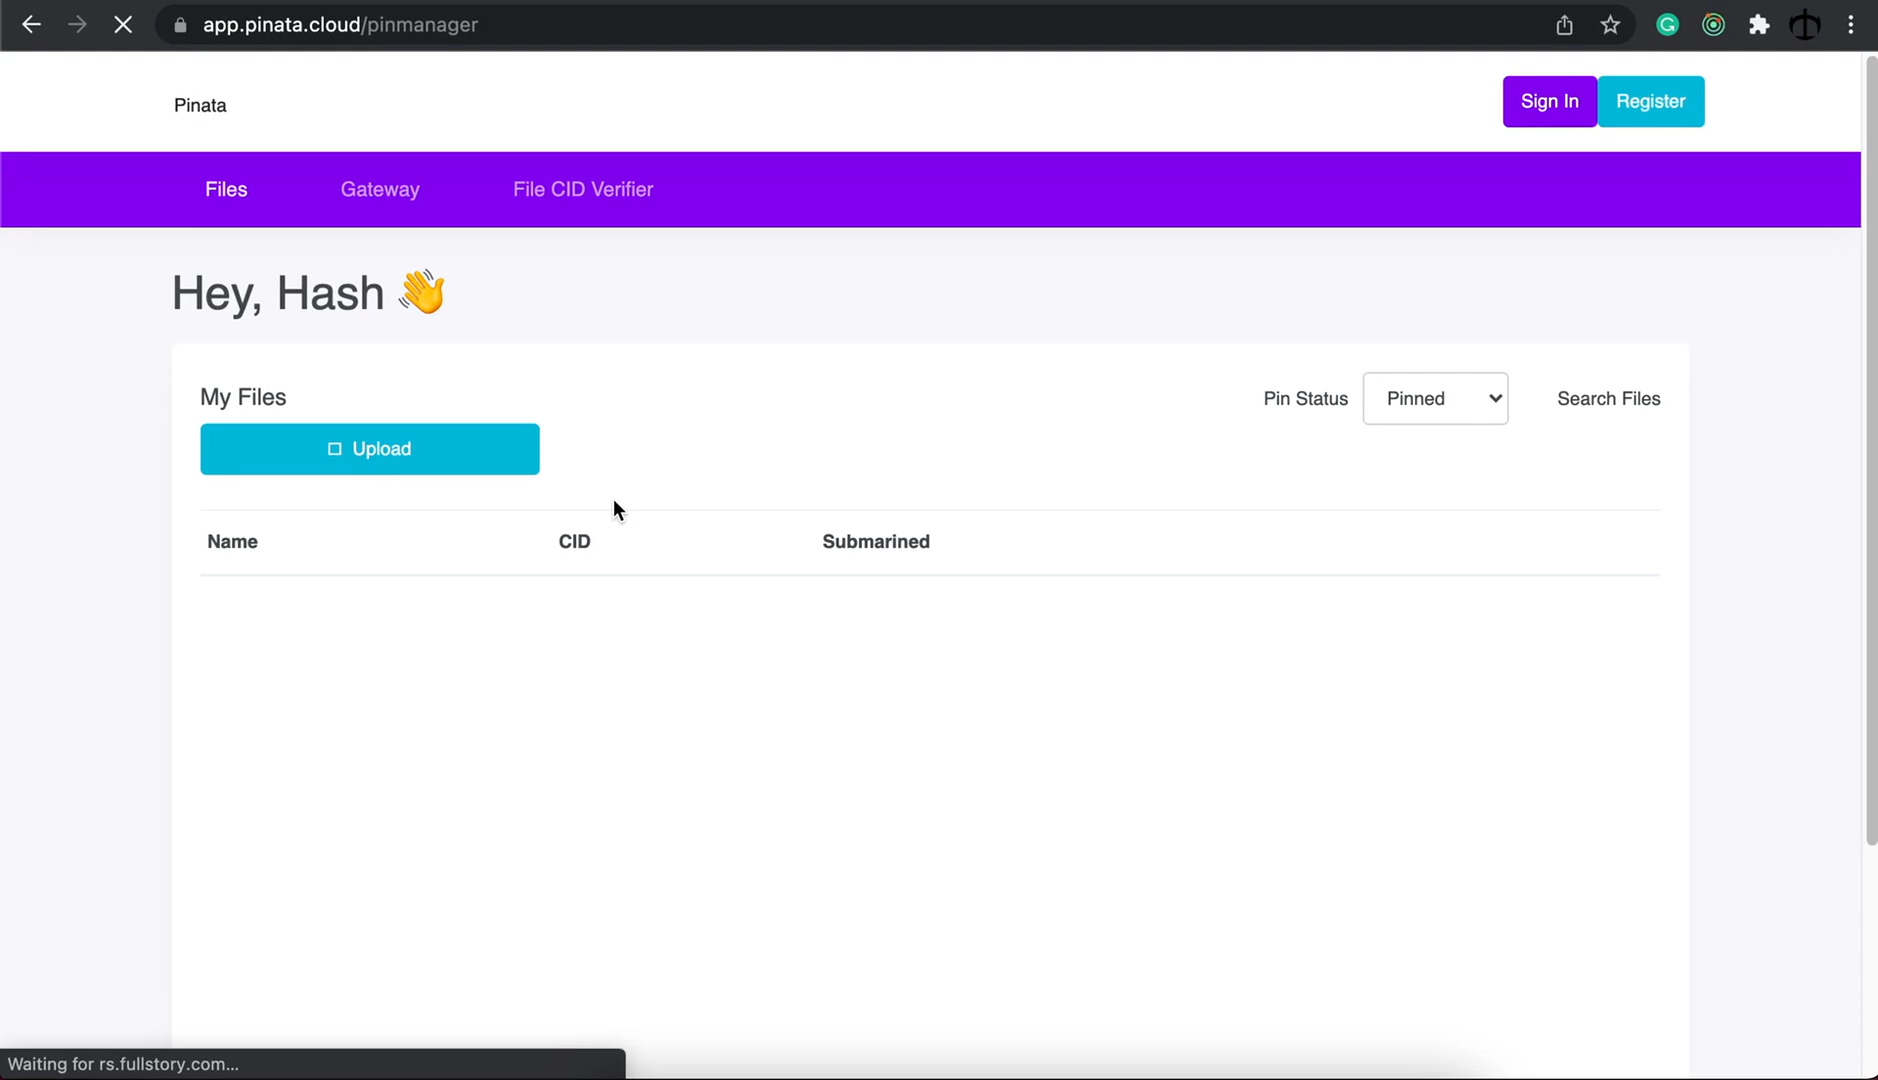 app.pinata.cloud/pinmanager
Pinata
Sign In
Register
Files
Gateway
File CID Verifier
Hey, Hash 👋
My Files
Pin Status
Pinned
Search Files
Upload
Name
CID
Submarined
Waiting for rs.fullstory.com...